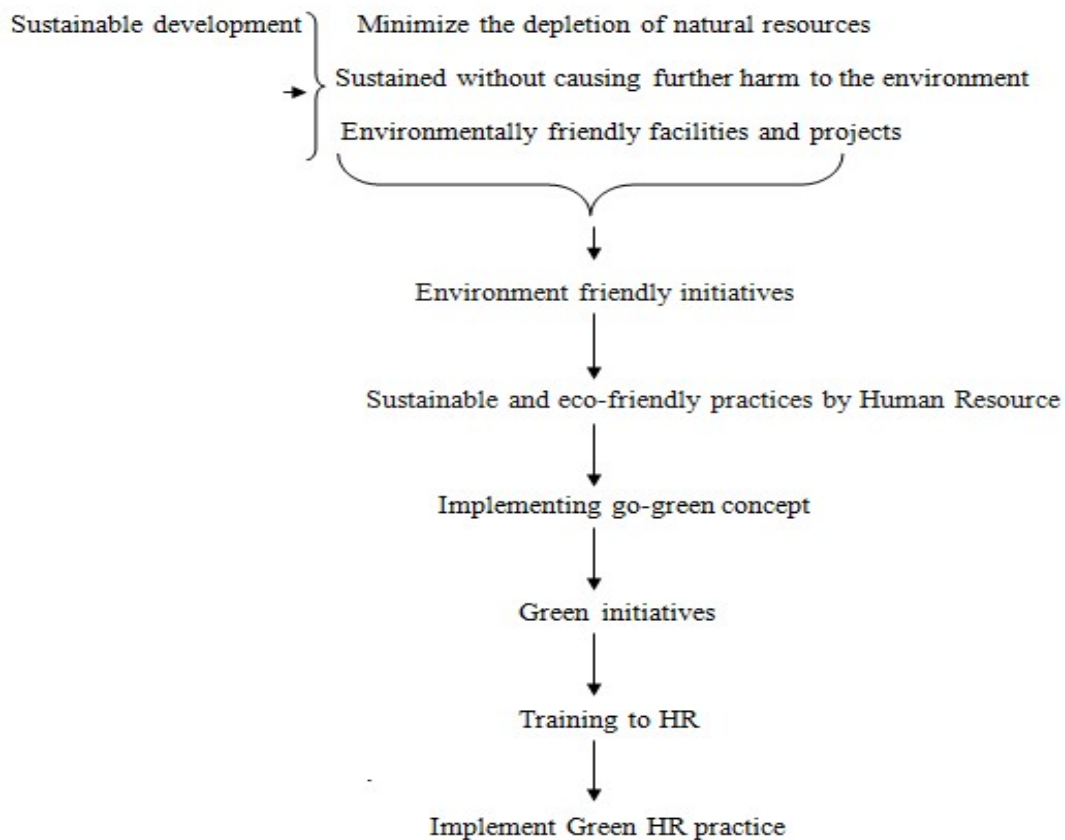 Sustainable development
Minimize the depletion of natural resources
Sustained without causing further harm to the environment
Environmentally friendly facilities and projects
Environment friendly initiatives
Sustainable and eco-friendly practices by Human Resource
Implementing go-green concept
Green initiatives
Training to HR
Implement Green HR practice